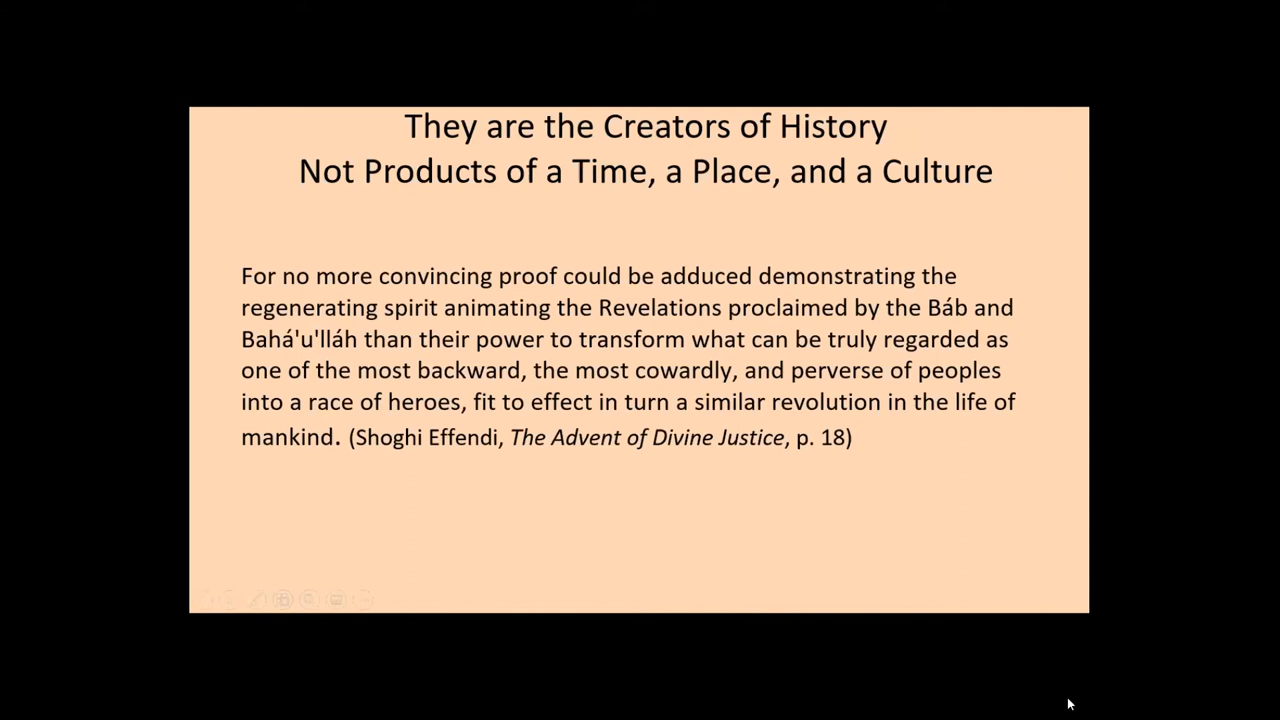 They are the Creators of History
Not Products of a Time, a Place, and a Culture
For no more convincing proof could be adduced demonstrating the
regenerating spirit animating the Revelations proclaimed by the Báb and
Bahá'u'lláh than their power to transform what can be truly regarded as
one of the most backward, the most cowardly, and perverse of peoples
into a race of heroes, fit to effect in turn a similar revolution in the life of
mankind. (Shoghi Effendi, The Advent of Divine Justice, p. 18)